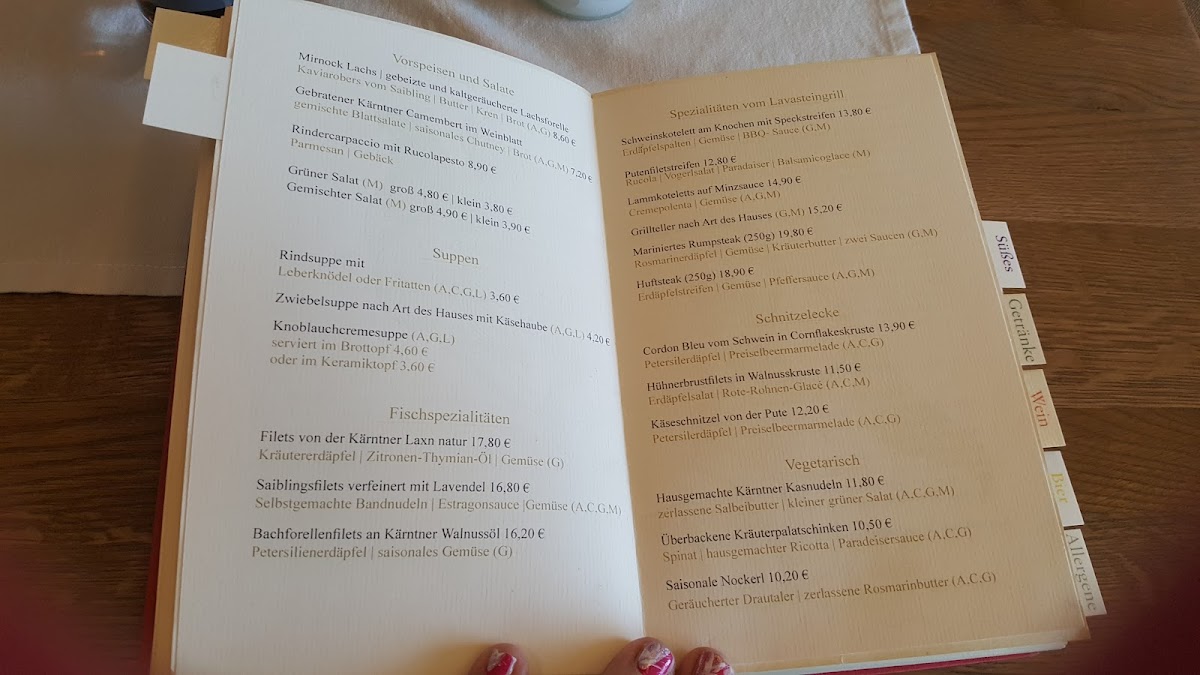 Vorspeisen und Salate
Mirnock Lachs | gebeizte und kaltgeräucherte Lachsforelle
Kaviarobers vom Saibling | Butter | Kren | Brot (A,G) 8,60 €
Gebratener Kärntner Camembert im Weinblatt
gemischte Blattsalate | saisonales Chutney | Brot (A,G,M) 7,20 €
Rindercarpaccio mit Rucolapesto 8,90 €
Parmesan | Gebäck
Grüner Salat (M) groß 4,80 € | klein 3,80 €
Gemischter Salat (M) groß 4,90 € | klein 3,90 €
Suppen
Rindsuppe mit
Leberknödel oder Fritatten (A,C,G,L) 3,60 €
Zwiebelsuppe nach Art des Hauses mit Käsehaube (A,G,L) 4,20 €
Knoblauchcremesuppe (A,G,L)
serviert im Brottopf 4,60 €
oder im Keramiktopf 3,60 €
Fischspezialitäten
Filets von der Kärntner Laxn natur 17,80 €
Kräutererdäpfel | Zitronen-Thymian-Öl | Gemüse (G)
Saiblingsfilets verfeinert mit Lavendel 16,80 €
Selbstgemachte Bandnudeln | Estragonsauce |Gemüse (A,C,G,M)
Bachforellenfilets an Kärntner Walnussöl 16,20 €
Petersilienerdäpfel | saisonales Gemüse (G)
Spezialitäten vom Lavasteingrill
Schweinskotelett am Knochen mit Speckstreifen 13,80 €
Erdäpfelspalten | Gemüse | BBQ- Sauce (G,M)
Putenfiletstreifen 12,80 €
Rucola | Vogerlsalat | Paradaiser | Balsamicoglace (M)
Lammkoteletts auf Minzsauce 14,90 €
Cremepolenta | Gemüse (A,G,M)
Grillteller nach Art des Hauses (G,M) 15,20 €
Mariniertes Rumpsteak (250g) 19,80 €
Rosmarinerdäpfel | Gemüse | Kräuterbutter | zwei Saucen (G,M)
Huftsteak (250g) 18,90 €
Erdäpfelstreifen | Gemüse | Pfeffersauce (A,G,M)
Schnitzelecke
Cordon Bleu vom Schwein in Cornflakeskruste 13,90 €
Petersilerdäpfel | Preiselbeermarmelade (A,C,G)
Hühnerbrustfilets in Walnusskruste 11,50 €
Erdäpfelsalat | Rote-Rohnen-Glacé (A,C,M)
Käseschnitzel von der Pute 12,20 €
Petersilerdäpfel | Preiselbeermarmelade (A,C,G)
Vegetarisch
Hausgemachte Kärntner Kasnudeln 11,80 €
zerlassene Salbeibutter | kleiner grüner Salat (A,C,G,M)
Überbackene Kräuterpalatschinken 10,50 €
Spinat | hausgemachter Ricotta | Paradeisersauce (A,C,G)
Saisonale Nockerl 10,20 €
Geräucherter Drautaler | zerlassene Rosmarinbutter (A,C,G)
Süßes
Getränke
Wein
Bier
Allergene